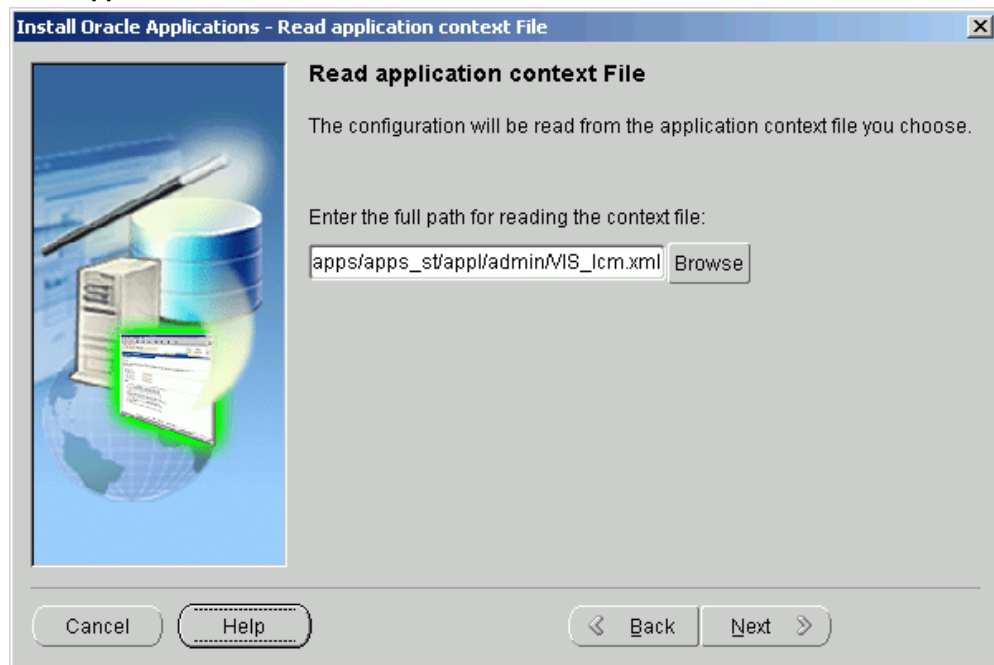 Install Oracle Applications - Read application context File
Read application context File
The configuration will be read from the application context file you choose.
Enter the full path for reading the context file:
apps/apps_st/appl/admin/VIS_lcm.xml Browse
Cancel Help Back Next